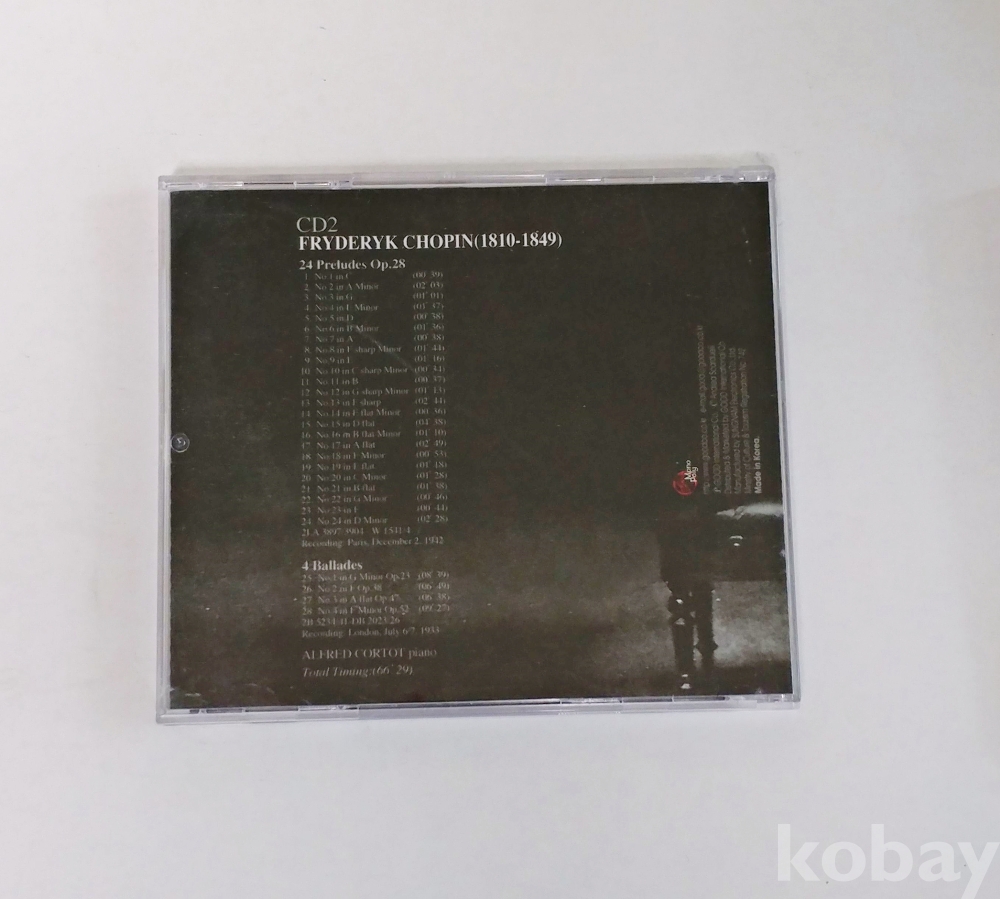 CD2
FRYDERYK CHOPIN(1810-1849)
24 Preludes Op.28
1 No 1 in C (00' 39)
2 No 2 in A Minor (02' 03)
3 No 3 in G (01' 01)
4 No 4 in E Minor (01' 37)
5 No 5 in D (00' 38)
6 No 6 in B Minor (01' 36)
7 No 7 in A (00' 38)
8 No 8 in F sharp Minor (01' 44)
9 No 9 in E (01' 16)
10 No 10 in C sharp Minor
11 No 11 in B (00' 37)
12 No 12 in G sharp Minor (01' 13)
13 No 13 in F sharp (02' 44)
14 No 14 in E flat Minor (00' 36)
15 No 15 in D flat (04' 38)
16 No 16 in B flat Minor (01' 10)
17 No 17 in A flat (02' 49)
18 No 18 in F Minor (00' 53)
19 No 19 in E flat (01' 18)
20 No 20 in C Minor (01' 28)
21 No 21 in B flat (01' 38)
22 No 22 in G Minor (00' 46)
23 No 23 in F (00' 44)
24 No 24 in D Minor (02' 28)
Recording: Paris, December 2,
4 Ballades
25 No 1 in G Minor Op.23 (08' 39)
26 No 2 in F Op.38 (06' 49)
27 No 3 in A flat Op.47 (06' 38)
28 No 4 in F Minor Op.52 (09' 27)
Recording: London, July 6/7, 1933
ALFRED CORTOT piano
Total Timing:(66' 29)
Mono
poly
Made in Korea.
kobay